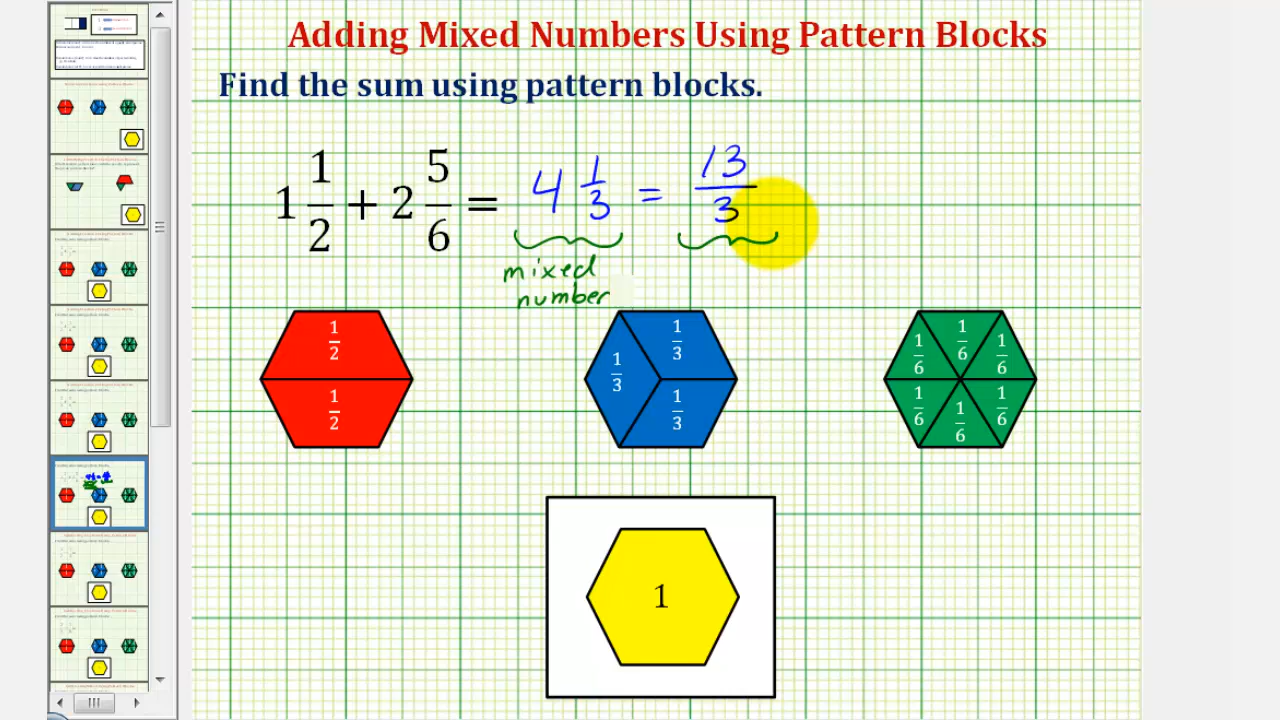 Adding Mixed Numbers Using Pattern Blocks
Find the sum using pattern blocks.
1 1/2 + 2 5/6 = 4 1/3 = 13/3
mixed
number
1/2
1/2
1/3
1/3
1/3
1/6
1/6
1/6
1/6
1/6
1/6
1